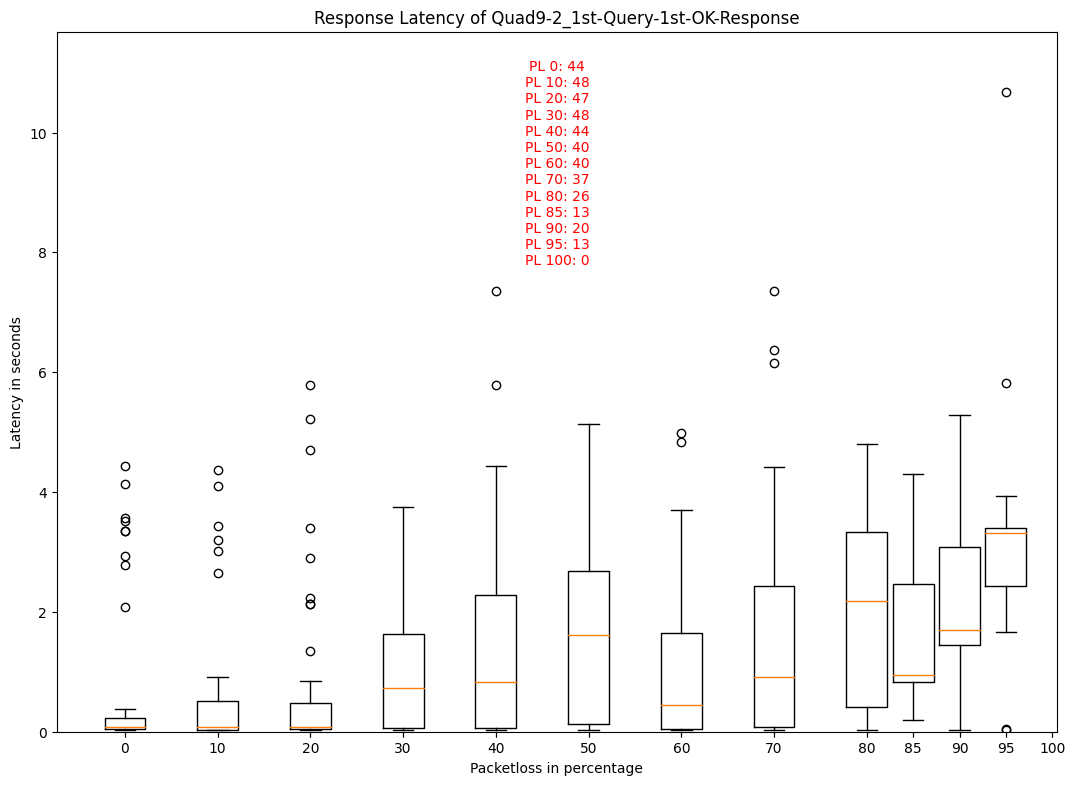 Response Latency of Quad9-2_1st-Query-1st-OK-Response
PL 0: 44
PL 10: 48
PL 20: 47
PL 30: 48
PL 40: 44
PL 50: 40
PL 60: 40
PL 70: 37
PL 80: 26
PL 85: 13
PL 90: 20
PL 95: 13
PL 100: 0
Latency in seconds
10
8
6
4
2
0
0 10 20 30 40 50 60 70 80 85 90 95 100
Packetloss in percentage